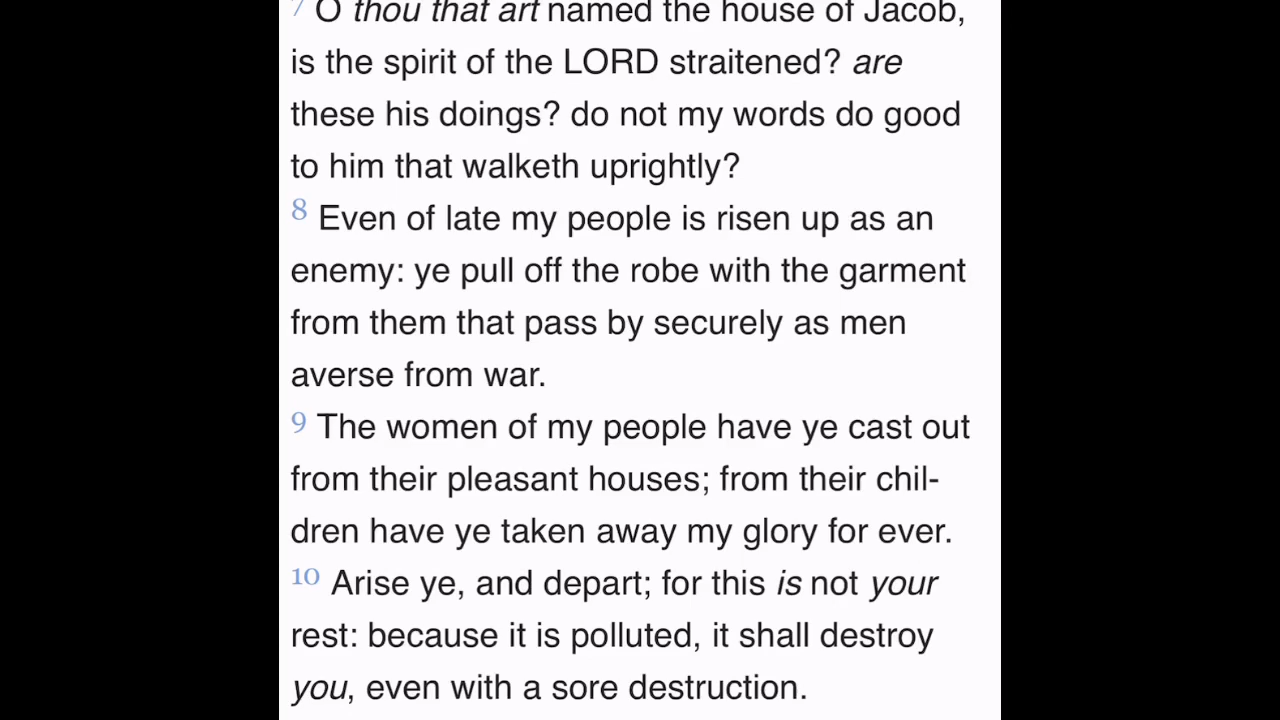 7 O thou that art named the house of Jacob,
is the spirit of the LORD straitened? are
these his doings? do not my words do good
to him that walketh uprightly?
8 Even of late my people is risen up as an
enemy: ye pull off the robe with the garment
from them that pass by securely as men
averse from war.
9 The women of my people have ye cast out
from their pleasant houses; from their chil-
dren have ye taken away my glory for ever.
10 Arise ye, and depart; for this is not your
rest: because it is polluted, it shall destroy
you, even with a sore destruction.